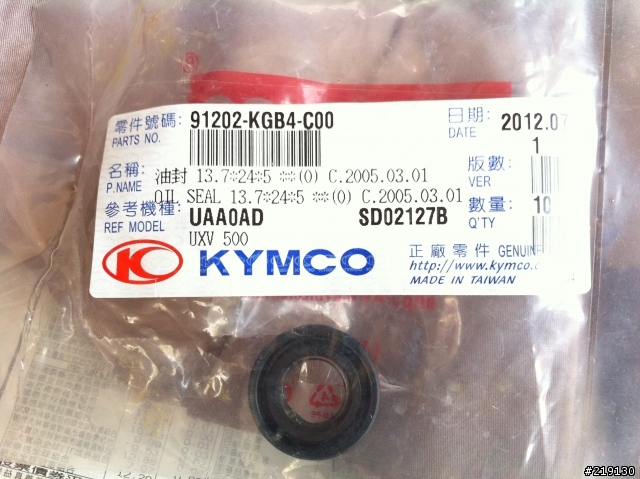 零件號碼: 91202-KGB4-C00
PARTS NO.
日期: 2012.07
DATE
1
名稱: 油封 13.7*24*5 **(O) C.2005.03.01
P.NAME OIL SEAL 13.7*24*5 **(O) C.2005.03.01
版數:
VER
參考機種: UAA0AD SD02127B
REF MODEL UXV 500
數量: 10
Q'TY
KYMCO
正廠零件 GENUINE
http://www.kymco.c
MADE IN TAIWAN
#219130